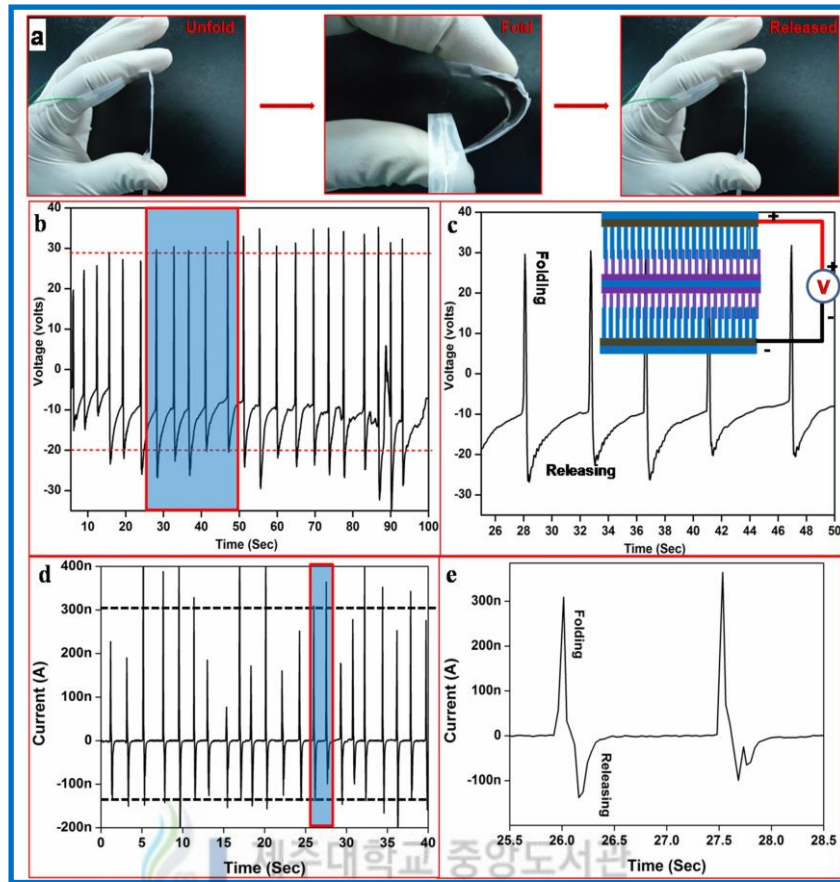 a
Unfold
Fold
Released
b
40
30
20
10
0
-10
-20
-30
Voltage (volts)
10 20 30 40 50 60 70 80 90 100
Time (Sec)
c
40
30
20
10
0
-10
-20
-30
Voltage (volts)
Folding
Releasing
+
+
V
-
-
26 28 30 32 34 36 38 40 42 44 46 48 50
Time (Sec)
d
400n
300n
200n
100n
0
-100n
-200n
Current (A)
0 5 10 15 20 25 30 35 40
Time (Sec)
e
300n
200n
100n
0
-100n
Current (A)
Folding
Releasing
25.5 26.0 26.5 27.0 27.5 28.0 28.5
Time (Sec)
제주대학교 중앙도서관